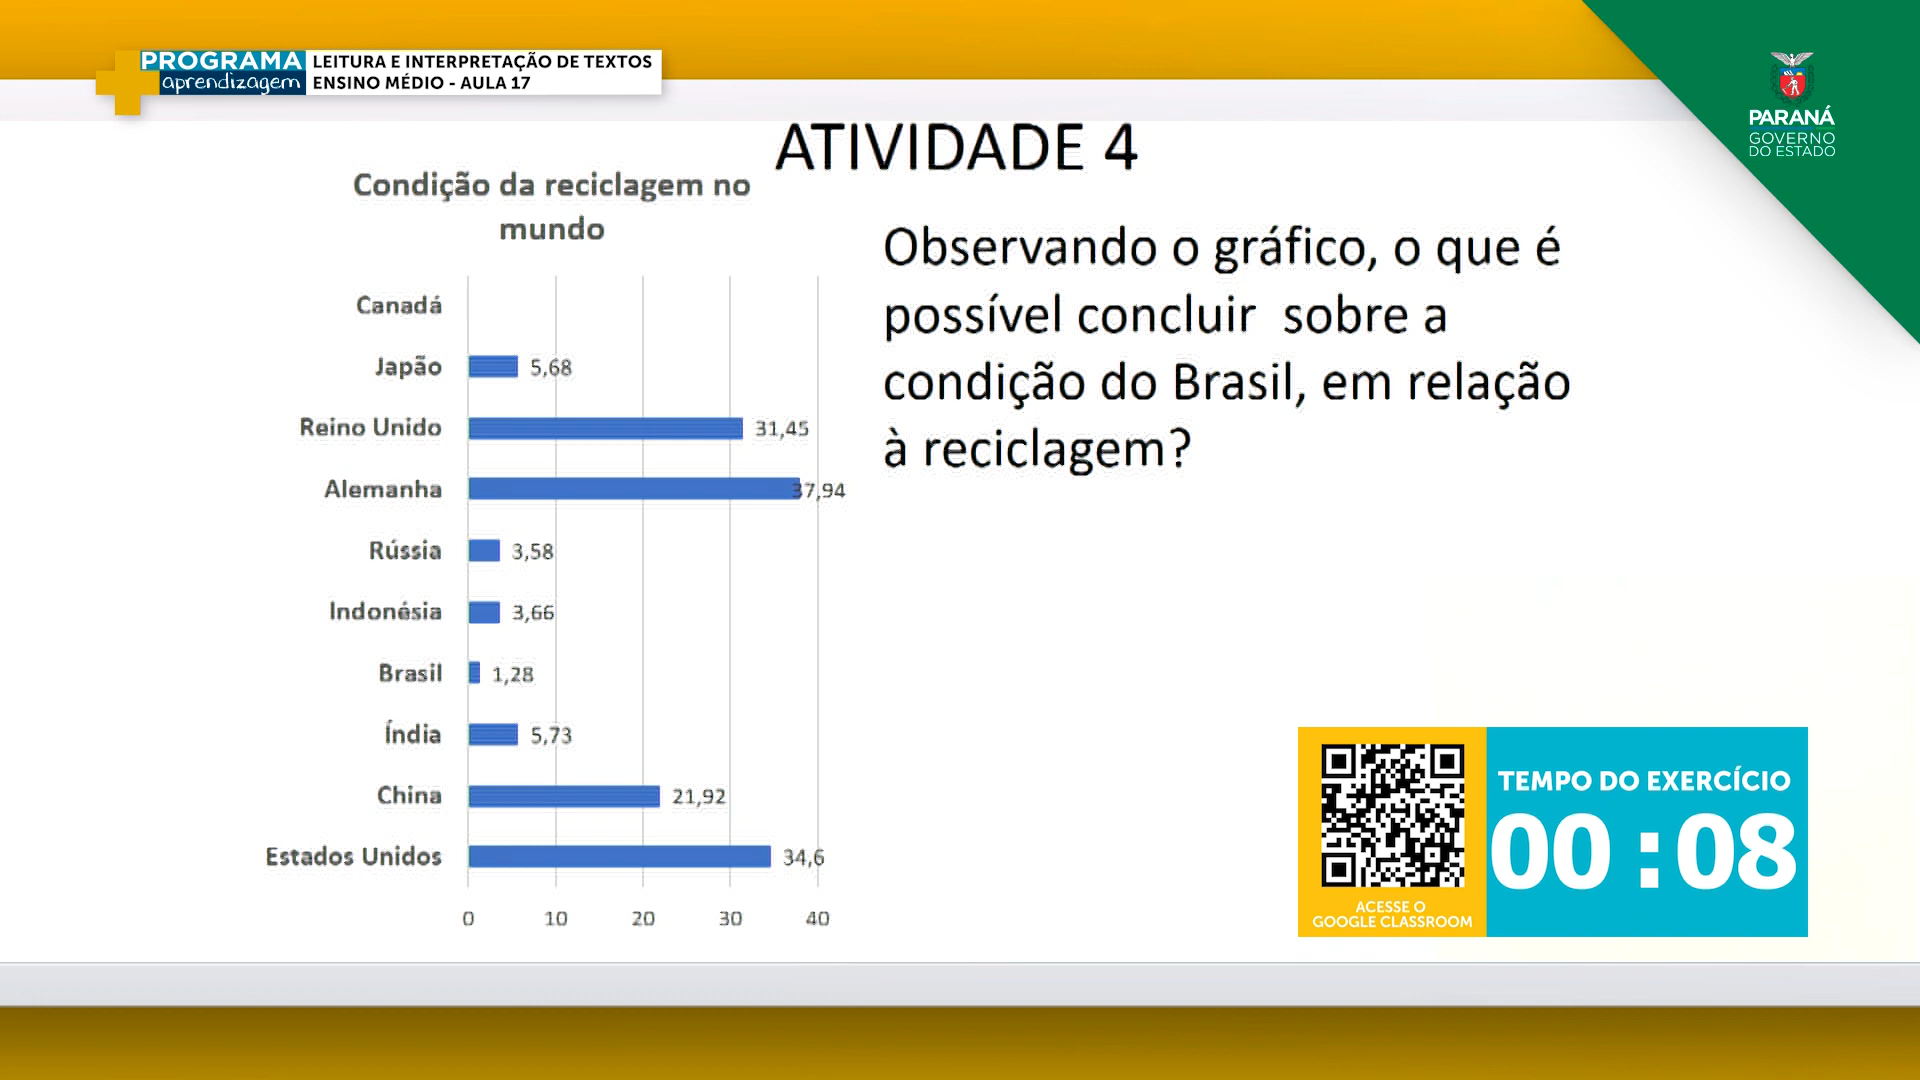 PROGRAMA
aprendizagem
LEITURA E INTERPRETAÇÃO DE TEXTOS
ENSINO MÉDIO - AULA 17
PARANÁ
GOVERNO
DO ESTADO
ATIVIDADE 4
Condição da reciclagem no
mundo
Canadá
Japão 5,68
Reino Unido 31,45
Alemanha 37,94
Rússia 3,58
Indonésia 3,66
Brasil 1,28
Índia 5,73
China 21,92
Estados Unidos 34,6
0 10 20 30 40
Observando o gráfico, o que é
possível concluir sobre a
condição do Brasil, em relação
à reciclagem?
ACESSE O
GOOGLE CLASSROOM
TEMPO DO EXERCÍCIO
00:08